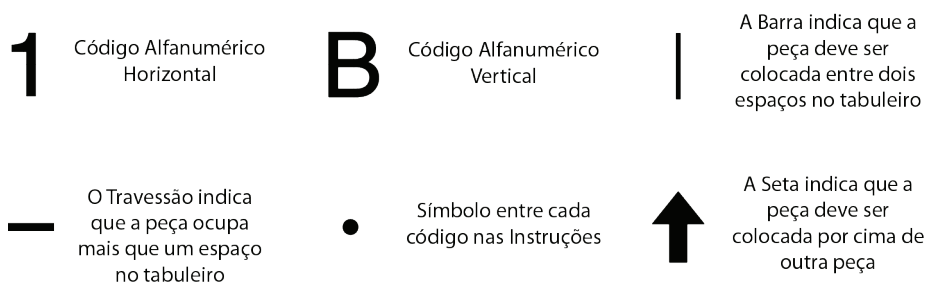 1
Código Alfanumérico
Horizontal
B
Código Alfanumérico
Vertical
|
A Barra indica que a
peça deve ser
colocada entre dois
espaços no tabuleiro
—
O Travessão indica
que a peça ocupa
mais que um espaço
no tabuleiro
•
Símbolo entre cada
código nas Instruções
A Seta indica que a
peça deve ser
colocada por cima de
outra peça